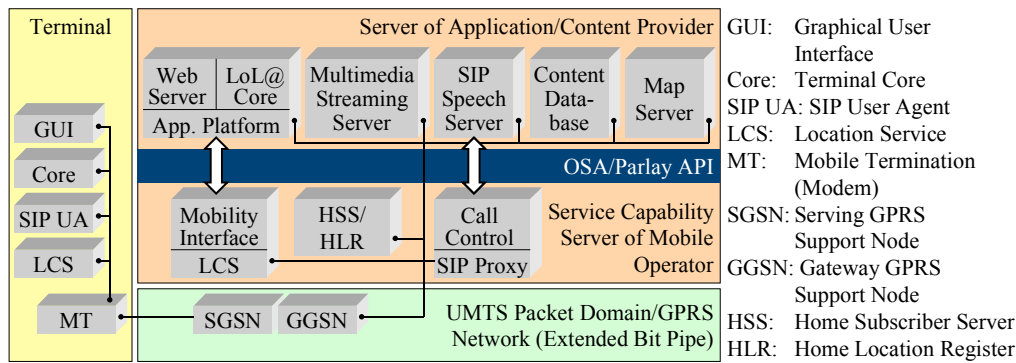 Terminal
GUI
Core
SIP UA
LCS
MT
Server of Application/Content Provider
Web
Server
LoL@
Core
App. Platform
Multimedia
Streaming
Server
SIP
Speech
Server
Content
Data-
base
Map
Server
OSA/Parlay API
Mobility
Interface
LCS
HSS/
HLR
Call
Control
SIP Proxy
Service Capability
Server of Mobile
Operator
SGSN
GGSN
UMTS Packet Domain/GPRS
Network (Extended Bit Pipe)
GUI: Graphical User
Interface
Core: Terminal Core
SIP UA: SIP User Agent
LCS: Location Service
MT: Mobile Termination
(Modem)
SGSN: Serving GPRS
Support Node
GGSN: Gateway GPRS
Support Node
HSS: Home Subscriber Server
HLR: Home Location Register